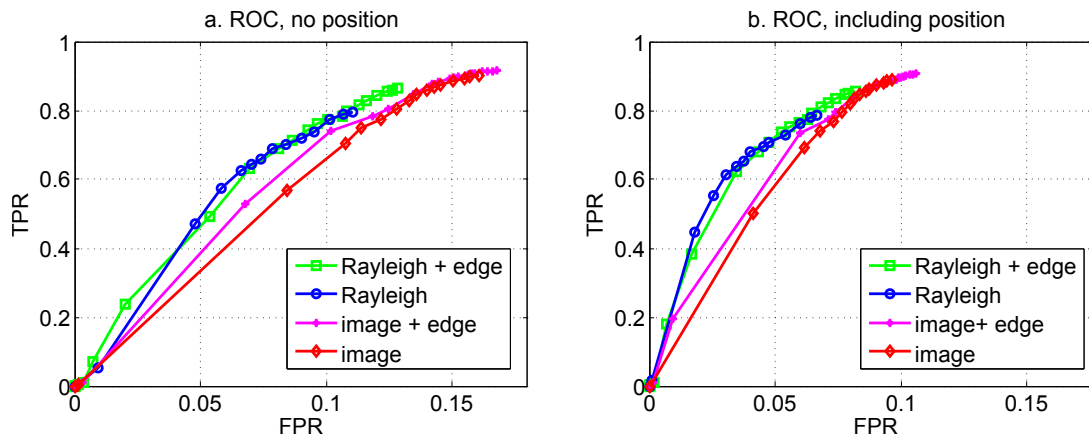 a. ROC, no position
TPR
1
0.8
0.6
0.4
0.2
0
0 0.05 0.1 0.15
FPR
Rayleigh + edge
Rayleigh
image + edge
image
b. ROC, including position
TPR
1
0.8
0.6
0.4
0.2
0
0 0.05 0.1 0.15
FPR
Rayleigh + edge
Rayleigh
image+ edge
image